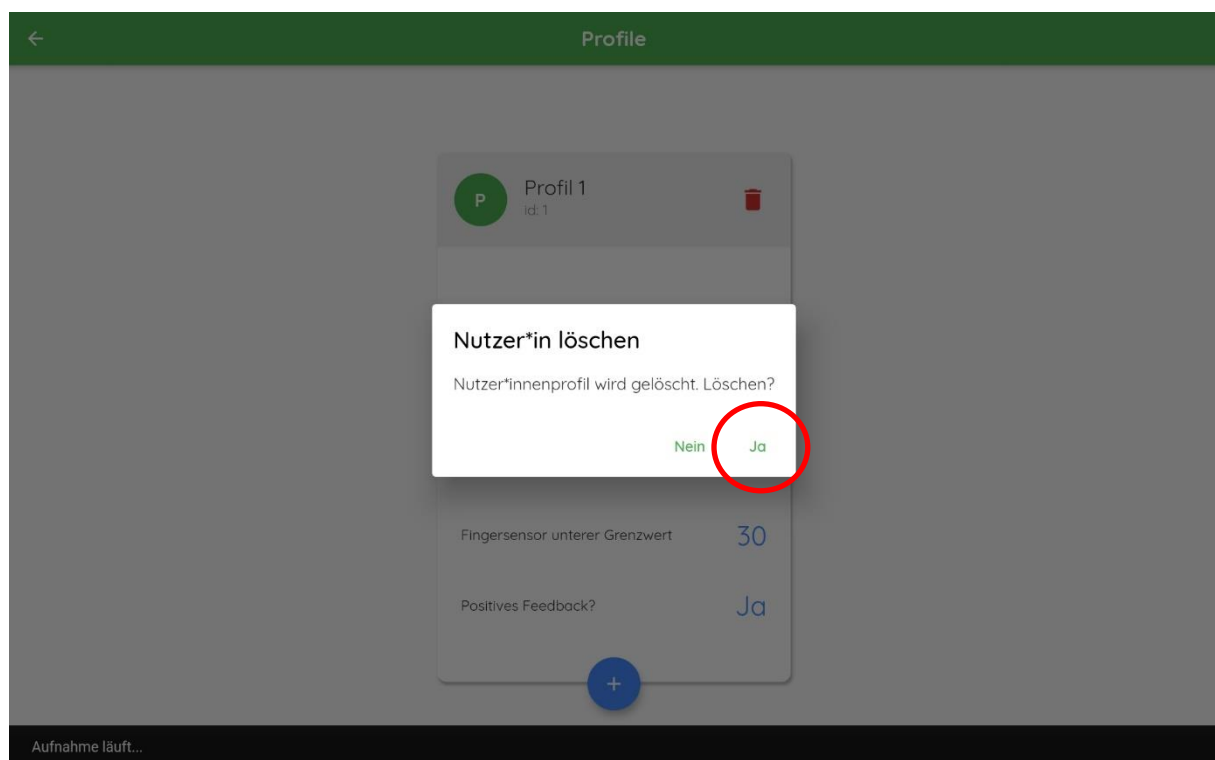 Profile
P
Profil 1
id: 1
Nutzer*in löschen
Nutzer*innenprofil wird gelöscht. Löschen?
Nein Ja
Fingersensor unterer Grenzwert 30
Positives Feedback? Ja
+
Aufnahme läuft...